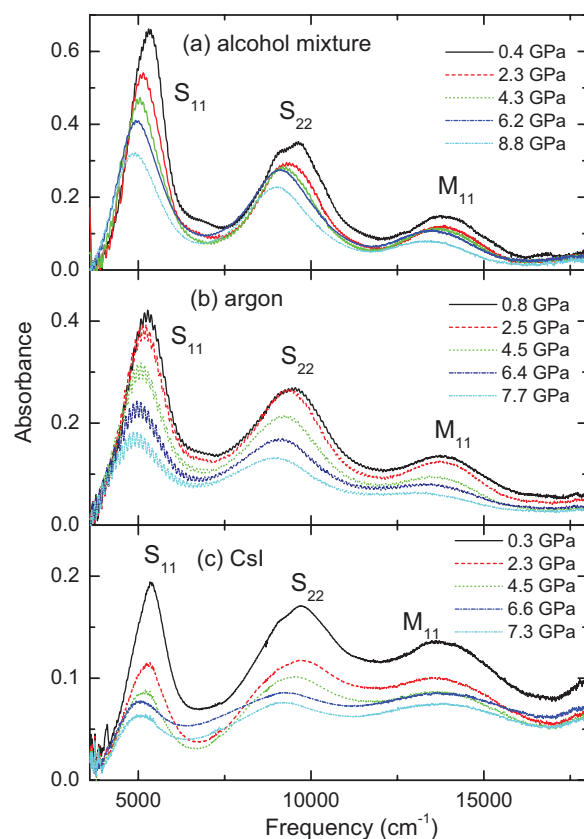 (a) alcohol mixture
0.4 GPa
2.3 GPa
4.3 GPa
6.2 GPa
8.8 GPa
S11
S22
M11
0.6
0.4
0.2
0.0
(b) argon
0.8 GPa
2.5 GPa
4.5 GPa
6.4 GPa
7.7 GPa
S11
S22
M11
0.4
0.2
0.0
Absorbance
(c) CsI
0.3 GPa
2.3 GPa
4.5 GPa
6.6 GPa
7.3 GPa
S11
S22
M11
0.2
0.1
0.0
5000 10000 15000
Frequency (cm-1)